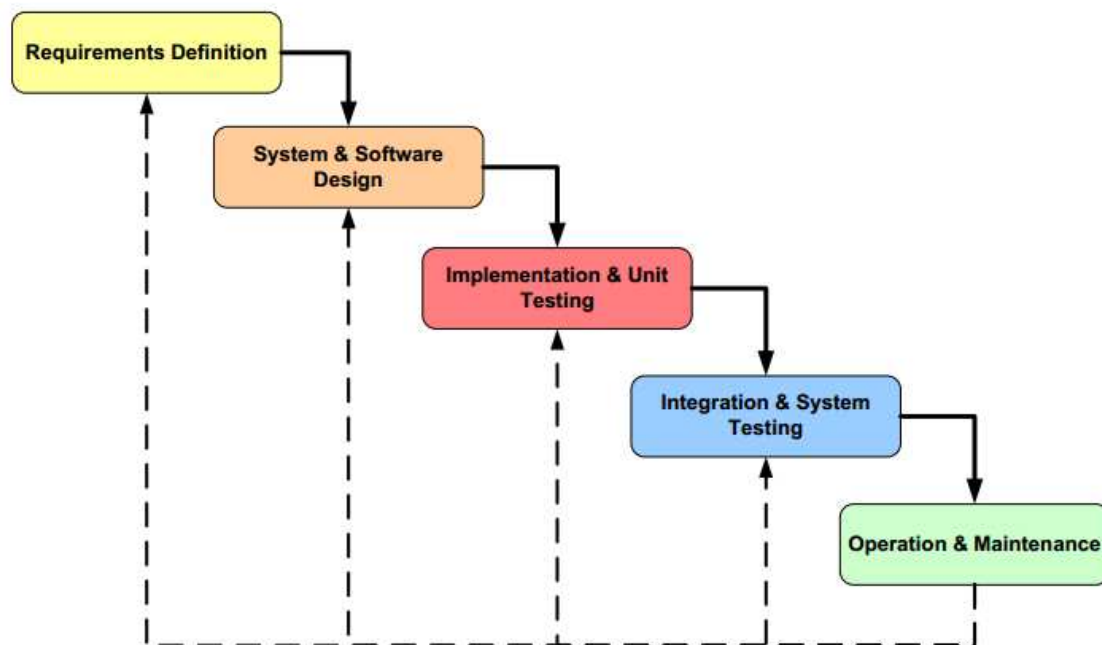 Requirements Definition
System & Software
Design
Implementation & Unit
Testing
Integration & System
Testing
Operation & Maintenance